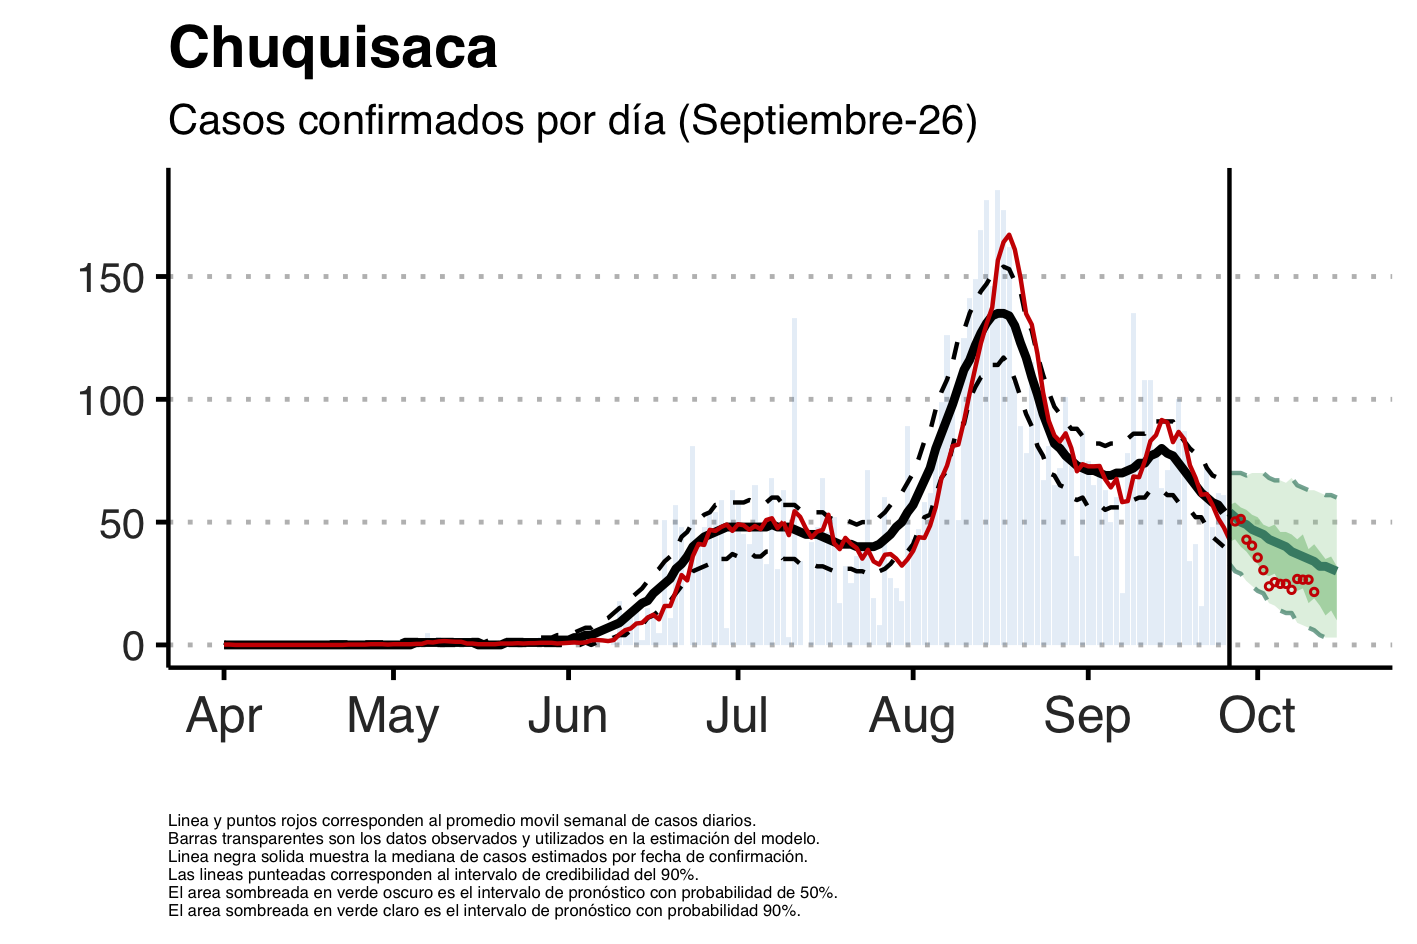 Chuquisaca
Casos confirmados por día (Septiembre-26)
150
100
50
0
Apr May Jun Jul Aug Sep Oct
Linea y puntos rojos corresponden al promedio movil semanal de casos diarios.
Barras transparentes son los datos observados y utilizados en la estimación del modelo.
Linea negra solida muestra la mediana de casos estimados por fecha de confirmación.
Las lineas punteadas corresponden al intervalo de credibilidad del 90%.
El area sombreada en verde oscuro es el intervalo de pronóstico con probabilidad de 50%.
El area sombreada en verde claro es el intervalo de pronóstico con probabilidad 90%.